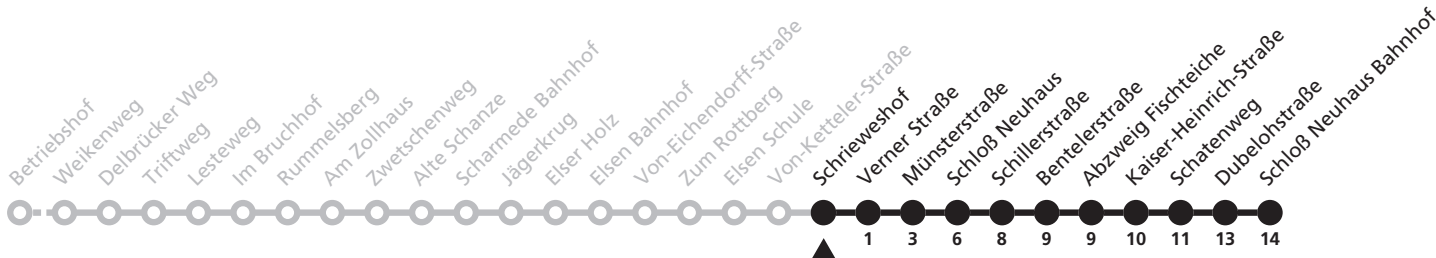 Betriebshof
Weikenweg
Delbrücker Weg
Triftweg
Lesteweg
Im Bruchhof
Rummelsberg
Am Zollhaus
Zwetschenweg
Alte Schanze
Scharmede Bahnhof
Jägerkrug
Elser Holz
Elsen Bahnhof
Von-Eichendorff-Straße
Zum Rottberg
Elsen Schule
Von-Ketteler-Straße
Schrieweshof
Verner Straße
Münsterstraße
Schloß Neuhaus
Schillerstraße
Bentelerstraße
Abzweig Fischteiche
Kaiser-Heinrich-Straße
Schatenweg
Dubelohstraße
Schloß Neuhaus Bahnhof
1 3 6 8 9 9 10 11 13 14